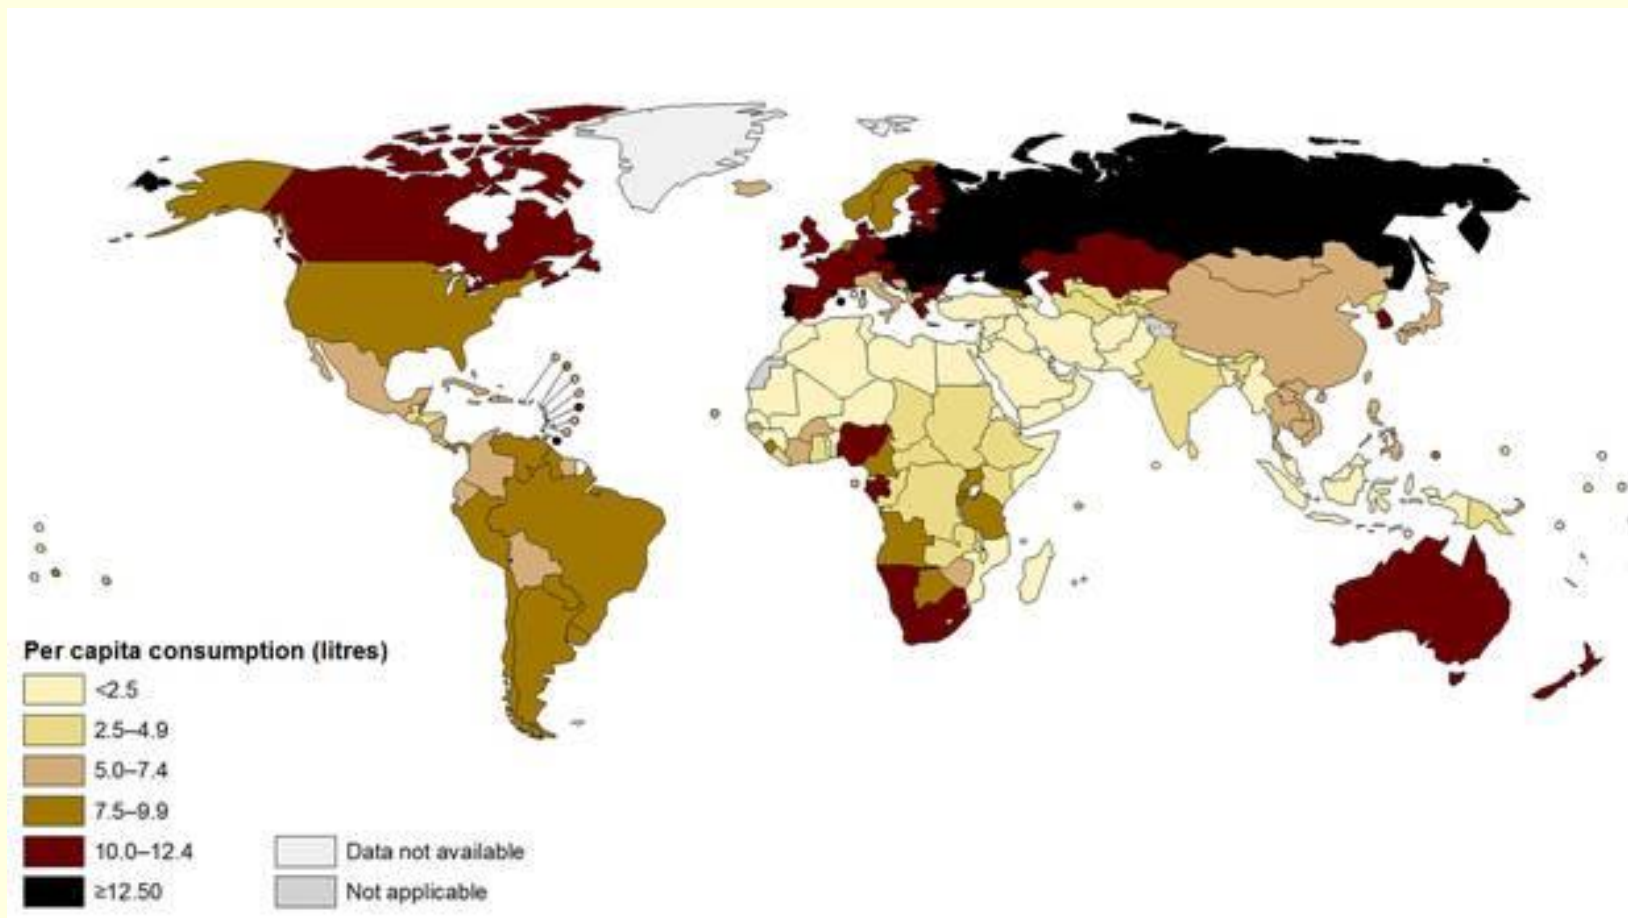 Per capita consumption (litres)
<2.5
2.5–4.9
5.0–7.4
7.5–9.9
10.0–12.4
≥12.50
Data not available
Not applicable